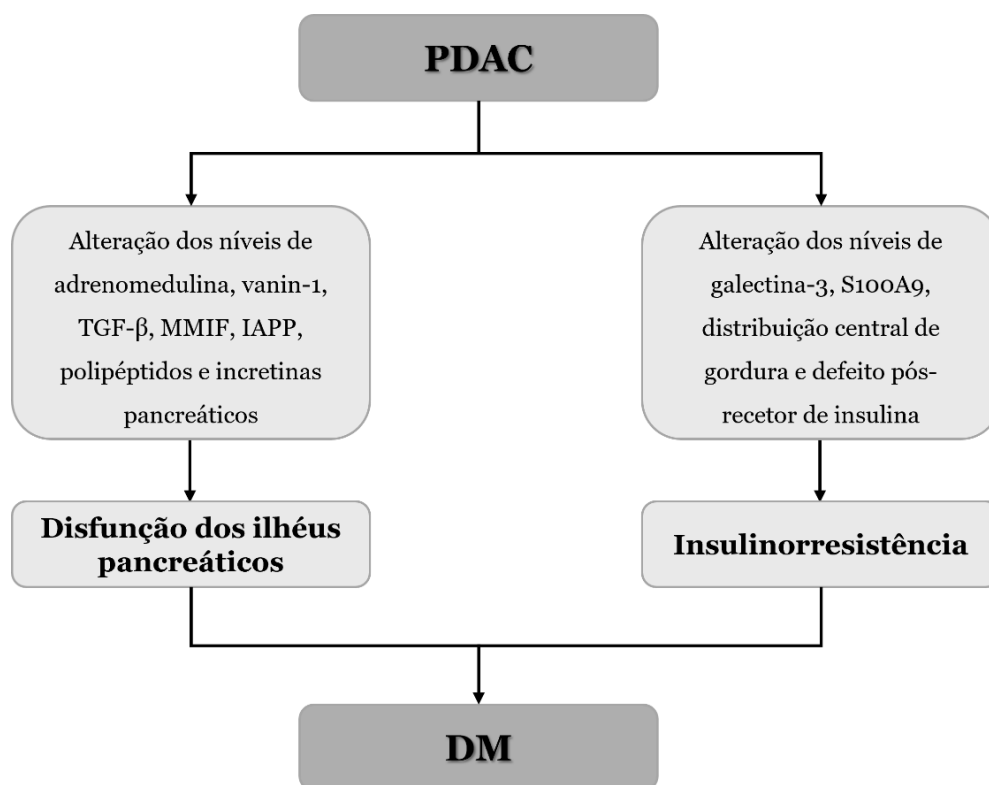 PDAC
Alteração dos níveis de
adrenomedulina, vanin-1,
TGF-β, MMIF, IAPP,
polipéptidos e incretinas
pancreáticos
Alteração dos níveis de
galectina-3, S100A9,
distribuição central de
gordura e defeito pós-
recetor de insulina
Disfunção dos ilhéus
pancreáticos
Insulinorresistência
DM